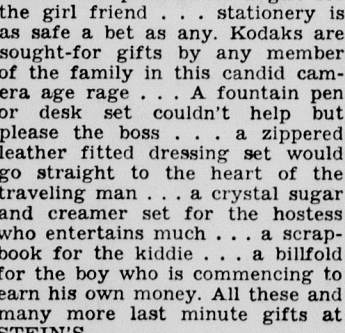 the girl friend . . . stationery is
as safe a bet as any. Kodaks are
sought-for gifts by any member
of the family in this candid cam-
era age rage . . . A fountain pen
or desk set couldn't help but
please the boss . . . a zippered
leather fitted dressing set would
go straight to the heart of the
traveling man . . . a crystal sugar
and creamer set for the hostess
who entertains much . . . a scrap-
book for the kiddie . . . a billfold
for the boy who is commencing to
earn his own money. All these and
many more last minute gifts at
STEIN'S